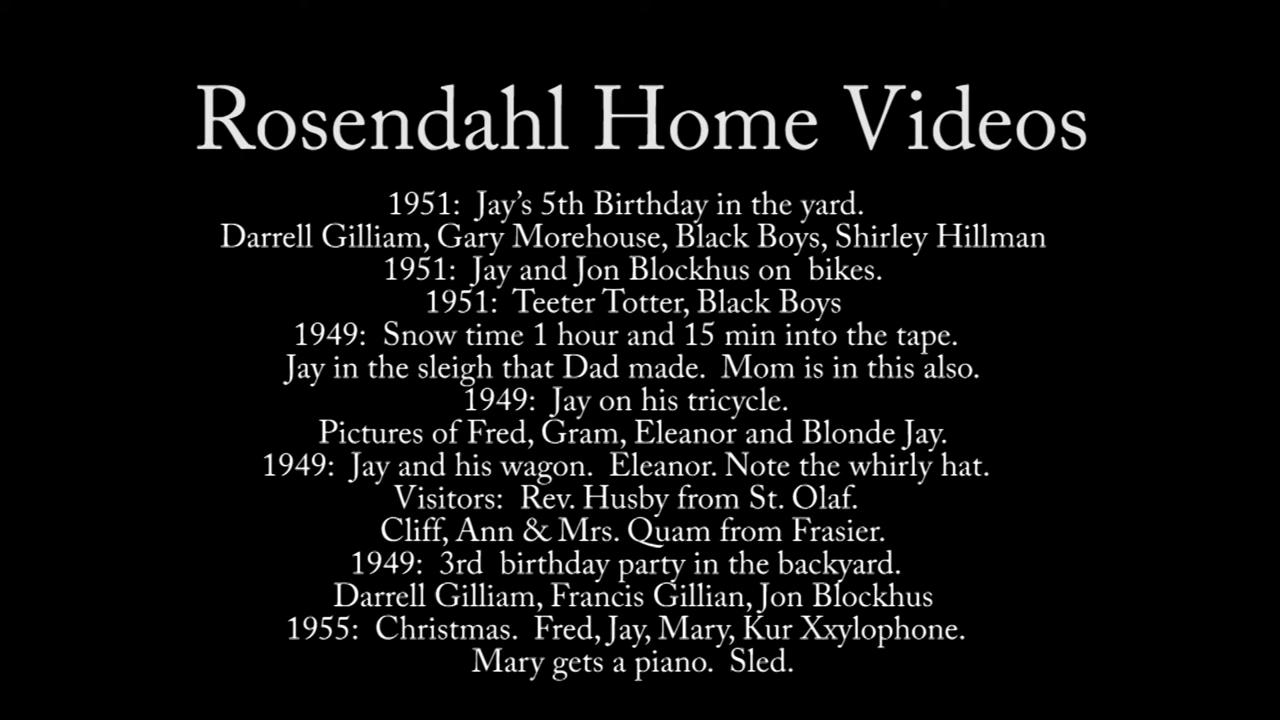 Rosendahl Home Videos
1951:  Jay's 5th Birthday in the yard.
Darrell Gilliam, Gary Morehouse, Black Boys, Shirley Hillman
1951:  Jay and Jon Blockhus on  bikes.
1951:  Teeter Totter, Black Boys
1949:  Snow time 1 hour and 15 min into the tape.
Jay in the sleigh that Dad made.  Mom is in this also.
1949:  Jay on his tricycle.
Pictures of Fred, Gram, Eleanor and Blonde Jay.
1949:  Jay and his wagon.  Eleanor. Note the whirly hat.
Visitors:  Rev. Husby from St. Olaf.
Cliff, Ann & Mrs. Quam from Frasier.
1949:  3rd  birthday party in the backyard.
Darrell Gilliam, Francis Gillian, Jon Blockhus
1955:  Christmas.  Fred, Jay, Mary, Kur Xxylophone.
Mary gets a piano.  Sled.